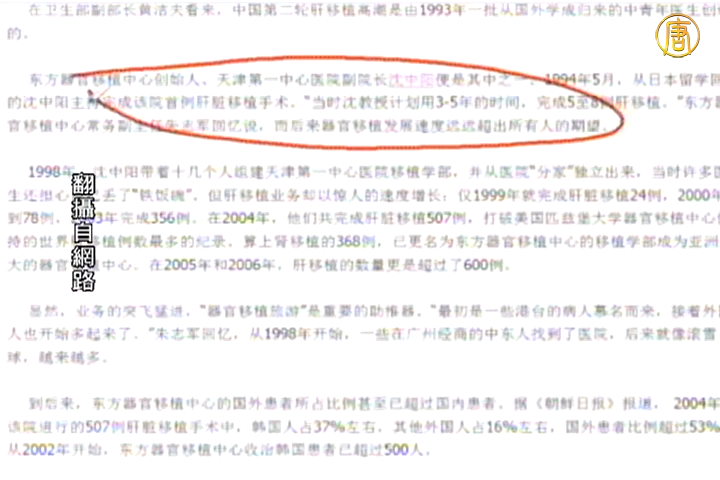 在卫生部副部长黄洁夫看来，中国第二轮肝移植高潮是由1993年一批从国外学成归来的中青年医生创
的。
东方器官移植中心创始人、天津第一中心医院副院长沈中阳便是其中之一。1994年5月，从日本留学回
的沈中阳主 完成该院首例肝脏移植手术。"当时沈教授计划用3-5年的时间，完成5至8例肝移植。"东方
官移植中心常务副主任朱志军回忆说，而后来器官移植发展速度远远超出所有人的期望。
1998年，沈中阳带着十几个人组建天津第一中心医院移植学部，并从医院"分家"独立出来，当时许多医
生还担心 丢了"铁饭碗"。但肝移植业务却以惊人的速度增长：仅1999年就完成肝脏移植24例，2000年
到78例， 3年完成356例。在2004年，他们共完成肝脏移植507例，打破美国匹兹堡大学器官移植中心
持的世界 移植例数最多的纪录。算上肾移植的368例，已更名为东方器官移植中心的移植学部成为亚洲
大的器官 中心。在2005年和2006年，肝移植的数量更是超过了600例。
显然，业务的突飞猛进，"器官移植旅游"是重要的助推器。"最初是一些港台的病人慕名而来，接着外国
人也开始多起来了。"朱志军回忆，从1998年开始，一些在广州经商的中东人找到了医院，后来就像滚雪
球，越来越多。
到后来，东方器官移植中心的国外患者所占比例甚至已超过国内患者。据《朝鲜日报》报道， 2004年
该院进行的507例肝脏移植手术中，韩国人占37%左右，其他外国人占16%左右，国外患者比例超过53%
从2002年开始，东方器官移植中心收治韩国患者已超过500人。
翻攝自網路
唐